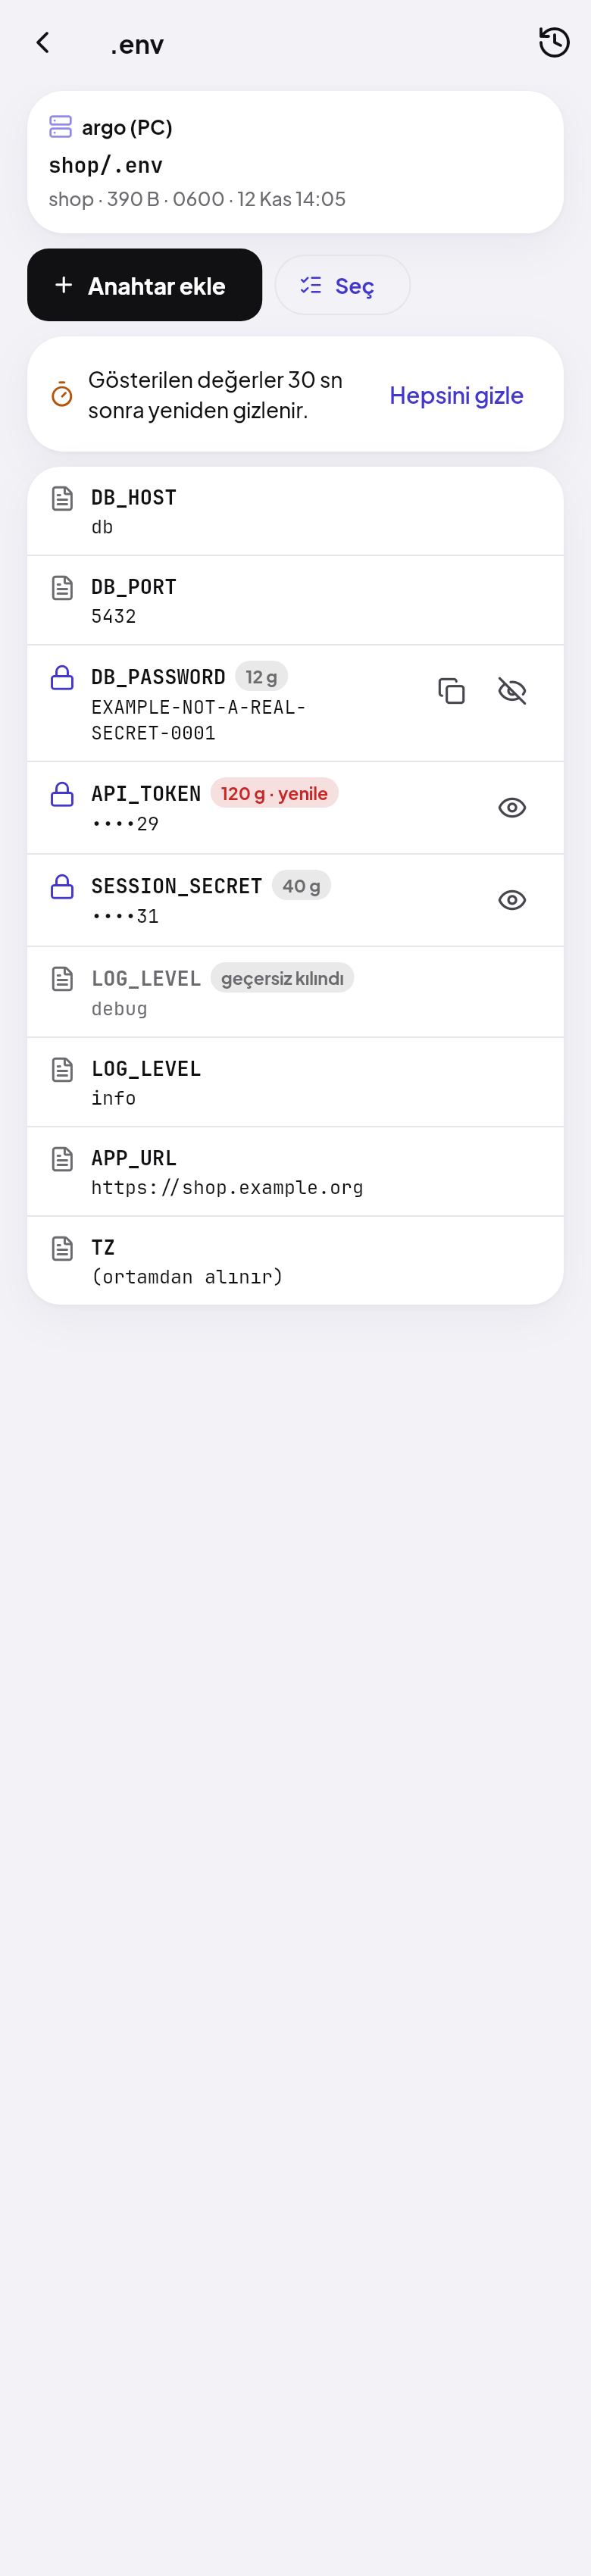 .env
argo (PC)
shop/.env
shop · 390 B · 0600 · 12 Kas 14:05
Anahtar ekle
Seç
Gösterilen değerler 30 sn
sonra yeniden gizlenir.
Hepsini gizle
DB_HOST
db
DB_PORT
5432
DB_PASSWORD 12 g
EXAMPLE-NOT-A-REAL-
SECRET-0001
API_TOKEN 120 g · yenile
••••29
SESSION_SECRET 40 g
••••31
LOG_LEVEL geçersiz kılındı
debug
LOG_LEVEL
info
APP_URL
https://shop.example.org
TZ
(ortamdan alınır)